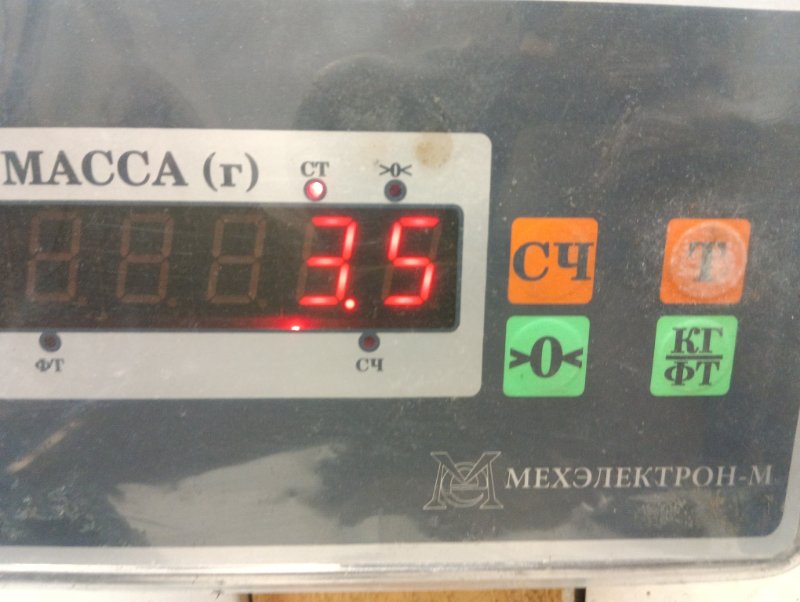 МАССА (г)
СТ
>0<
3.5
ФТ
СЧ
СЧ
Т
>0<
КГ
ФТ
МЕХЭЛЕКТРОН-М